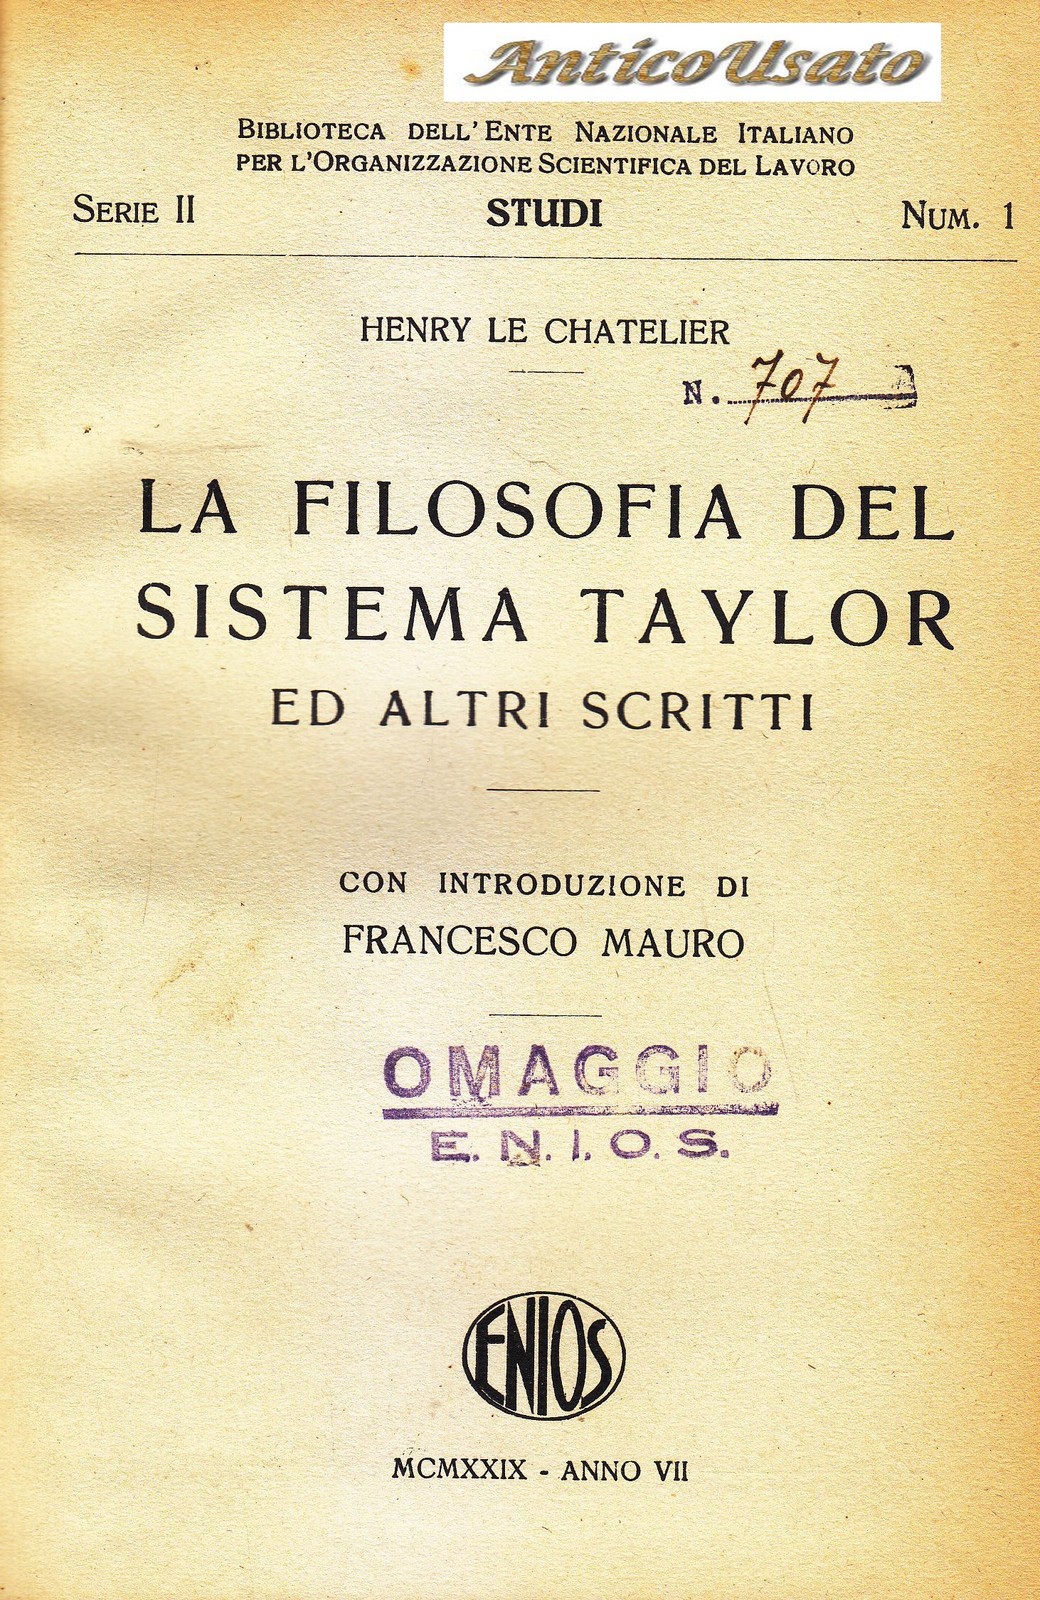 AnticoUsato
BIBLIOTECA DELL'ENTE NAZIONALE ITALIANO
PER L'ORGANIZZAZIONE SCIENTIFICA DEL LAVORO
SERIE II STUDI NUM. 1
HENRY LE CHATELIER
N. 707
LA FILOSOFIA DEL
SISTEMA TAYLOR
ED ALTRI SCRITTI
CON INTRODUZIONE DI
FRANCESCO MAURO
OMAGGIO
E.N.I.O.S.
ENIOS
MCMXXIX - ANNO VII